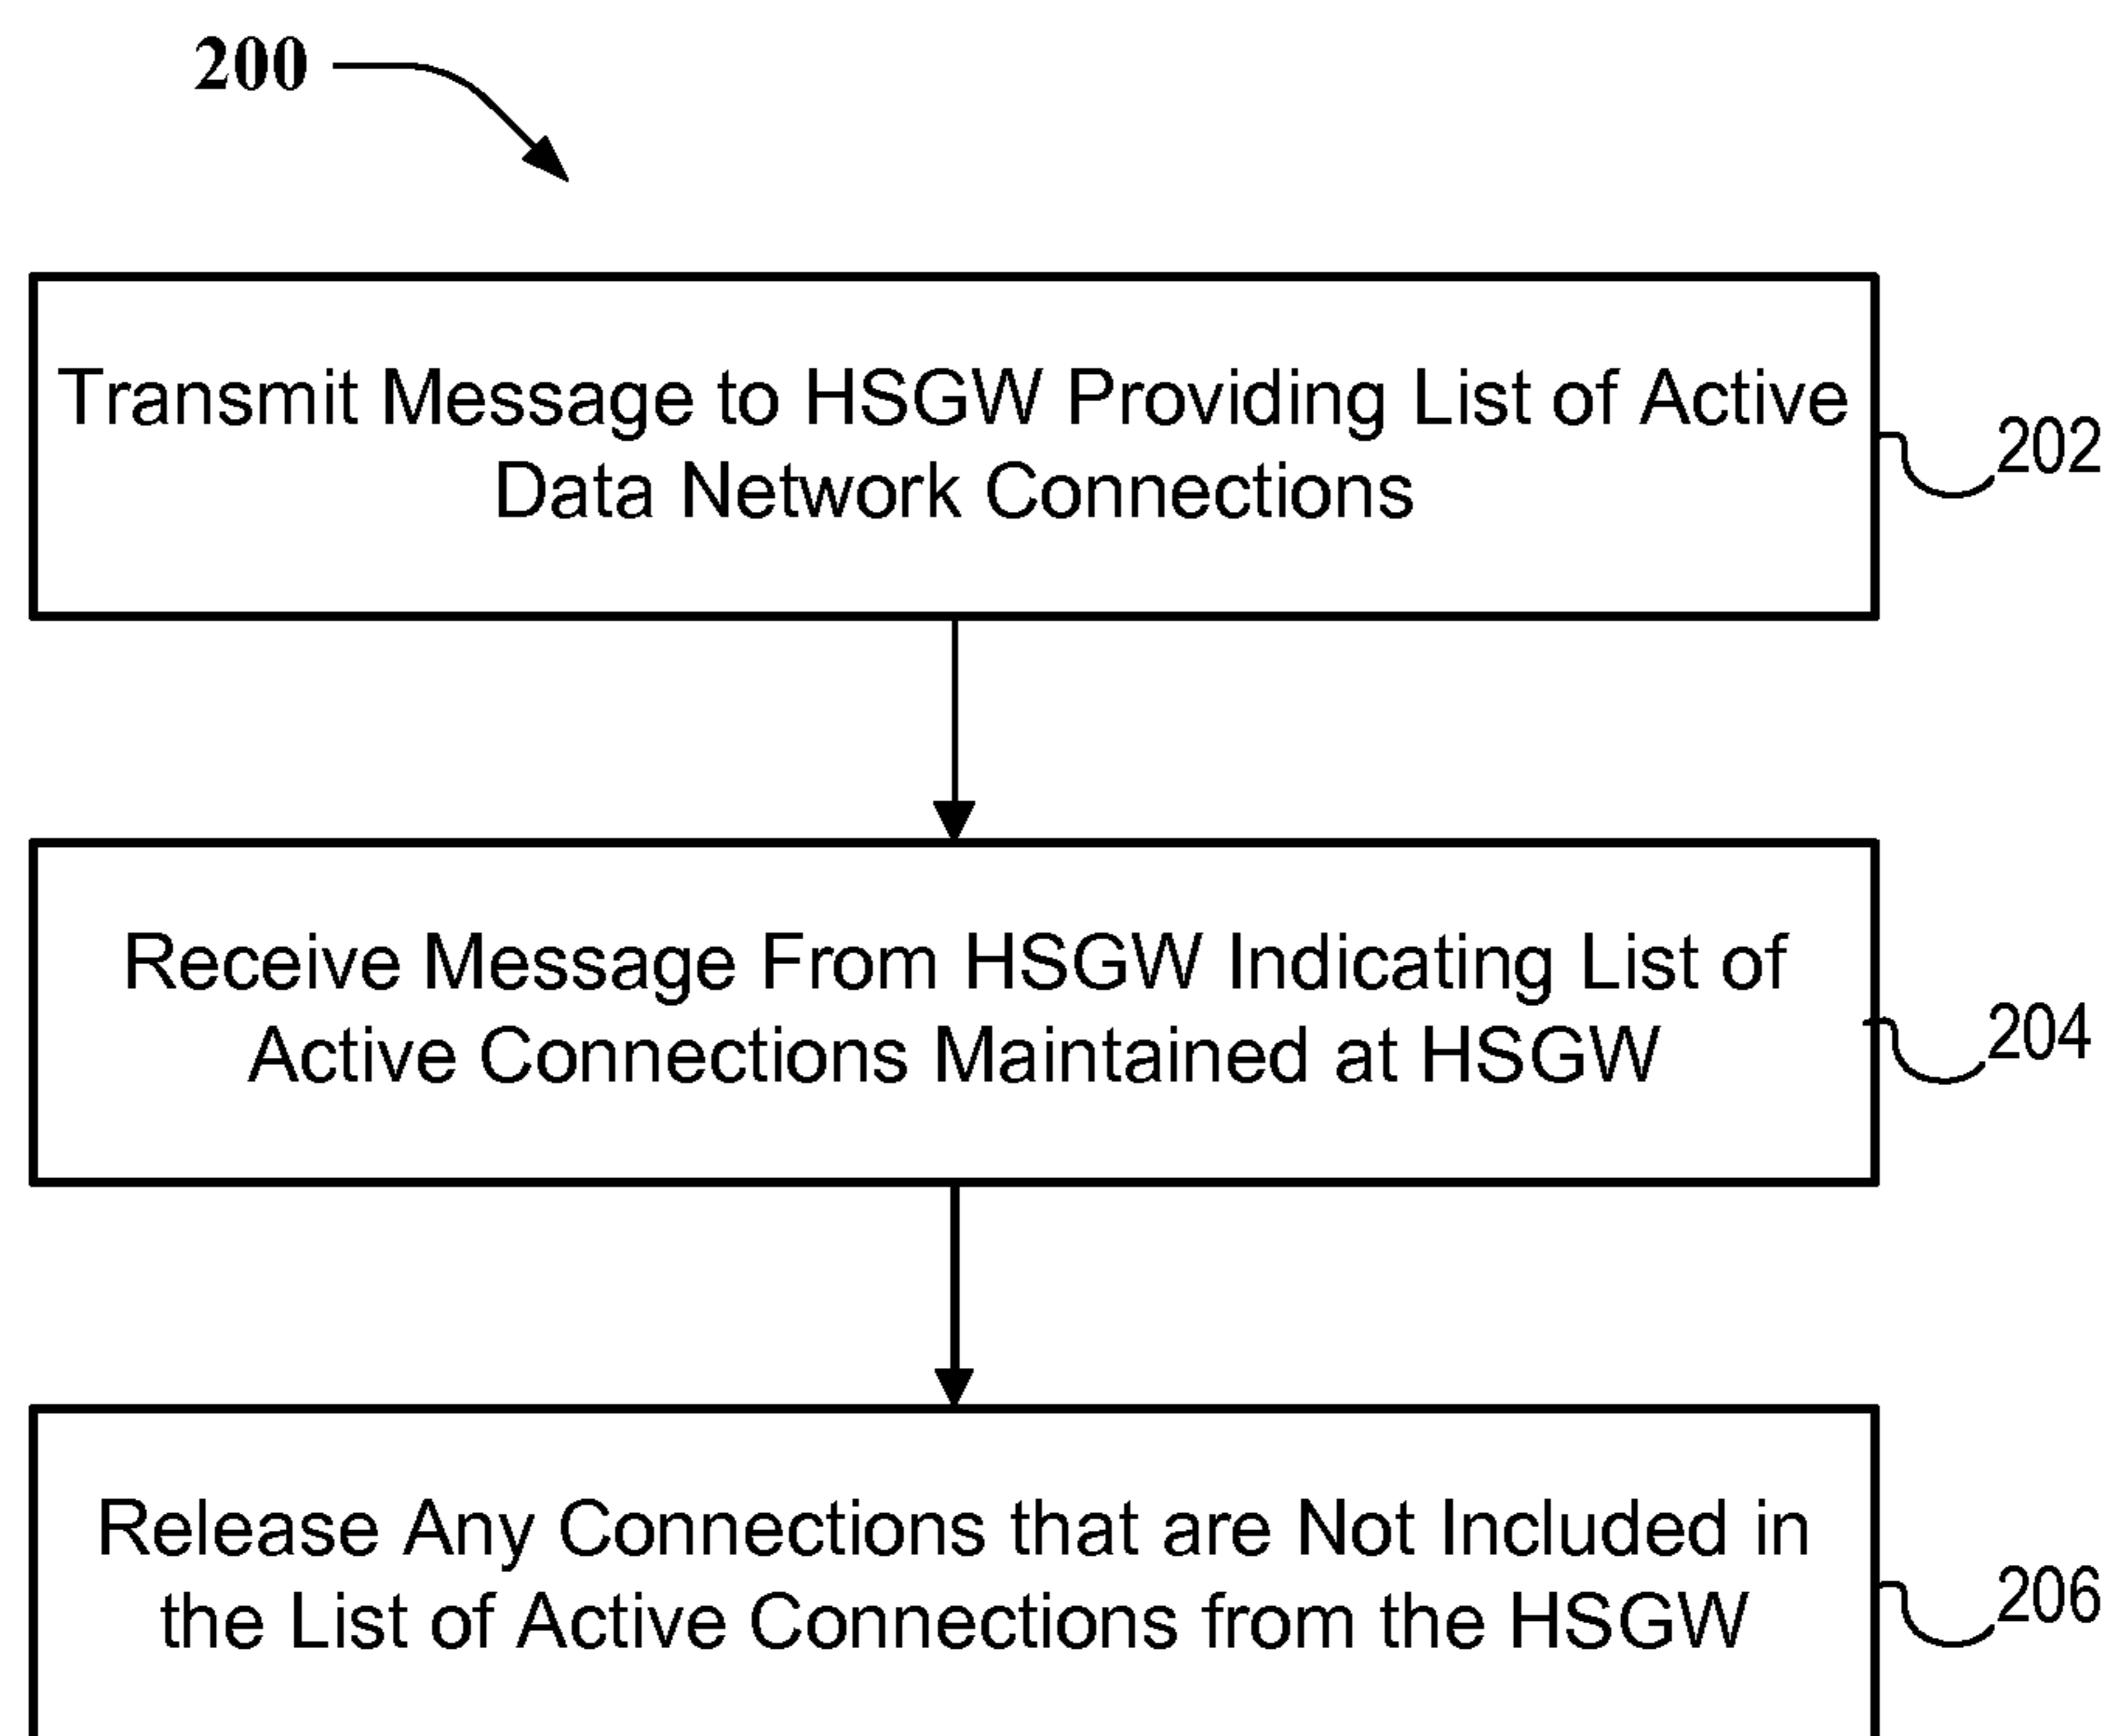 200
Transmit Message to HSGW Providing List of Active
Data Network Connections
202
Receive Message From HSGW Indicating List of
Active Connections Maintained at HSGW
204
Release Any Connections that are Not Included in
the List of Active Connections from the HSGW
206